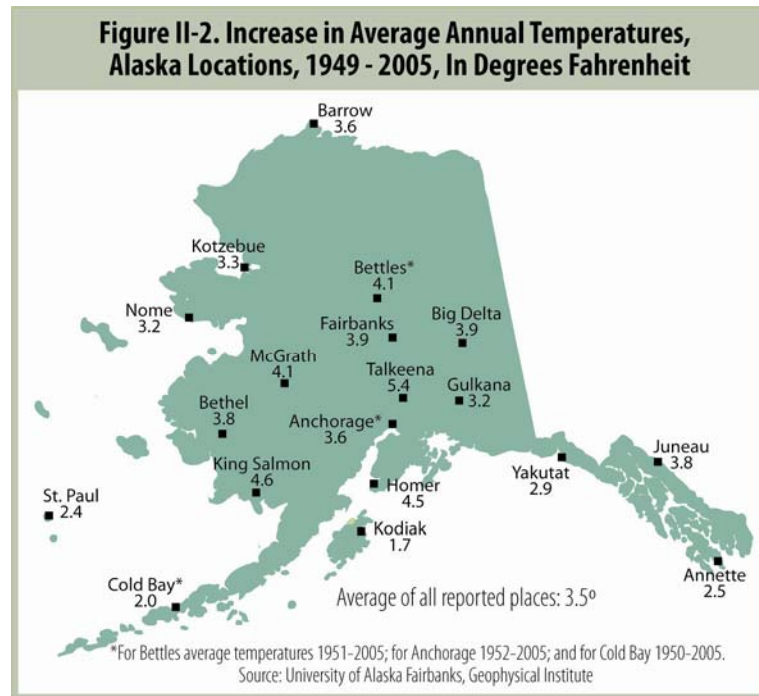 Figure II-2. Increase in Average Annual Temperatures,
Alaska Locations, 1949 - 2005, In Degrees Fahrenheit
Barrow
3.6
Kotzebue
3.3
Bettles*
4.1
Nome
3.2
Fairbanks
3.9
Big Delta
3.9
McGrath
4.1
Talkeena
5.4
Gulkana
3.2
Bethel
3.8
Anchorage*
3.6
King Salmon
4.6
Homer
4.5
Yakutat
2.9
Juneau
3.8
St. Paul
2.4
Kodiak
1.7
Annette
2.5
Cold Bay*
2.0
Average of all reported places: 3.5º
*For Bettles average temperatures 1951-2005; for Anchorage 1952-2005; and for Cold Bay 1950-2005.
Source: University of Alaska Fairbanks, Geophysical Institute